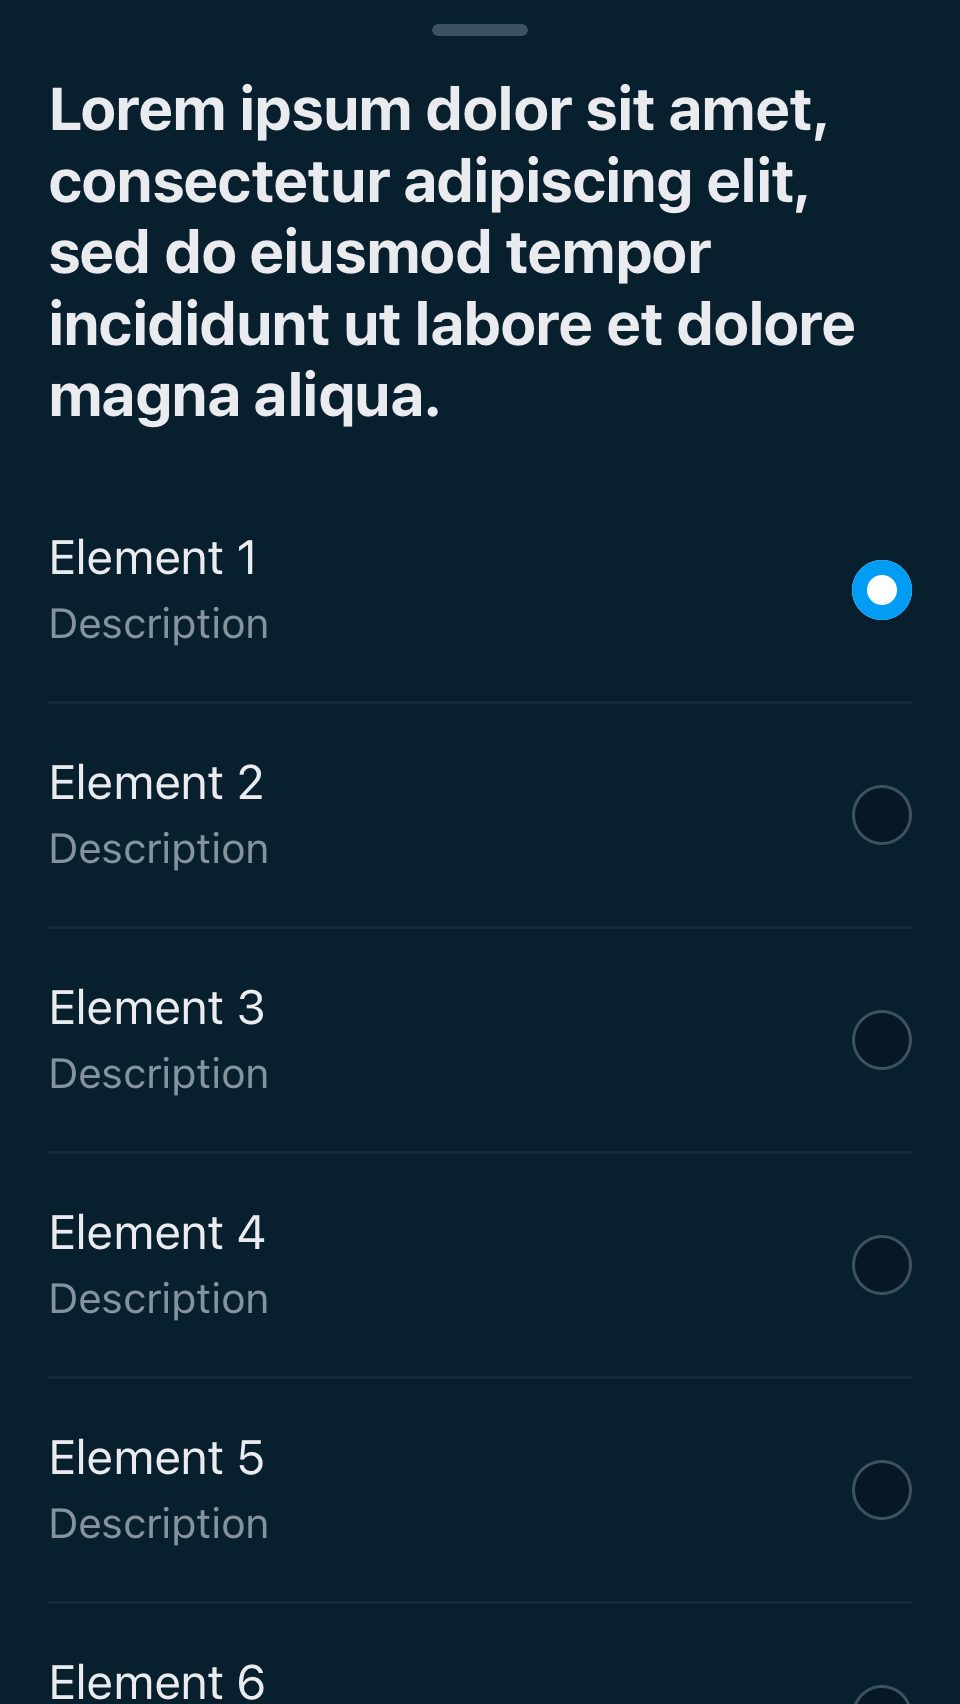 Lorem ipsum dolor sit amet,
consectetur adipiscing elit,
sed do eiusmod tempor
incididunt ut labore et dolore
magna aliqua.
Element 1
Description
Element 2
Description
Element 3
Description
Element 4
Description
Element 5
Description
Element 6